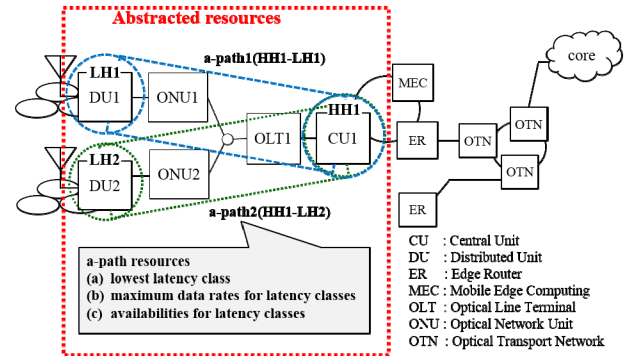 Abstracted resources
a-path1(HH1-LH1)
core
LH1
DU1
ONU1
HH1
CU1
MEC
OLT1
ER
OTN
OTN
OTN
LH2
DU2
ONU2
ER
a-path2(HH1-LH2)
a-path resources
(a) lowest latency class
(b) maximum data rates for latency classes
(c) availabilities for latency classes
CU : Central Unit
DU : Distributed Unit
ER : Edge Router
MEC : Mobile Edge Computing
OLT : Optical Line Terminal
ONU : Optical Network Unit
OTN : Optical Transport Network